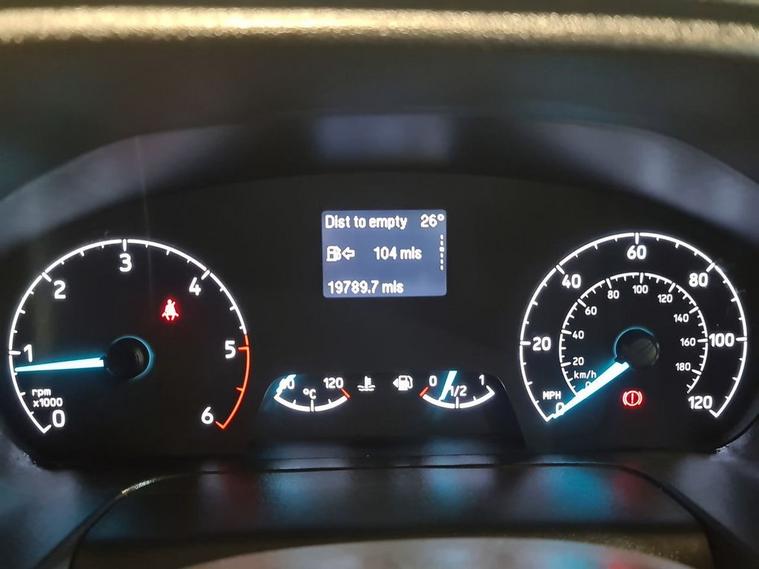 Dist to empty 26°
104 mls
19789.7 mls
0 1 2 3 4 5 6
rpm
x1000
60 °C 120
0 1/2 1
0 20 40 60 80 100 120
MPH
0 20 40 60 80 100 120 140 160 180
km/h